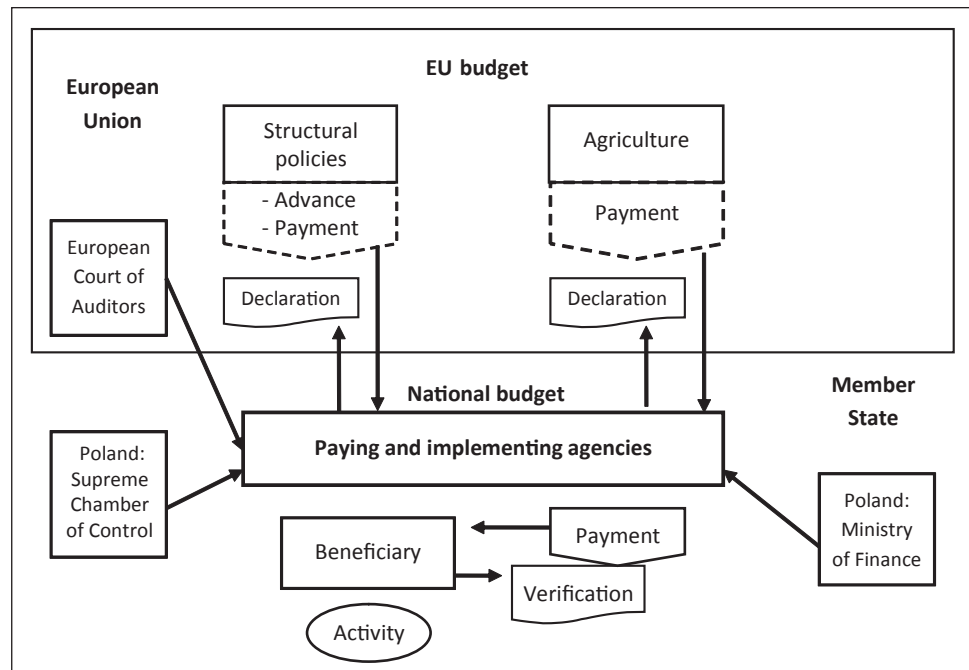 EU budget
European
Union
Structural
policies
Agriculture
- Advance
- Payment
Payment
European
Court of
Auditors
Declaration
Declaration
National budget
Member
State
Paying and implementing agencies
Poland:
Supreme
Chamber
of Control
Poland:
Ministry
of Finance
Beneficiary
Payment
Verification
Activity